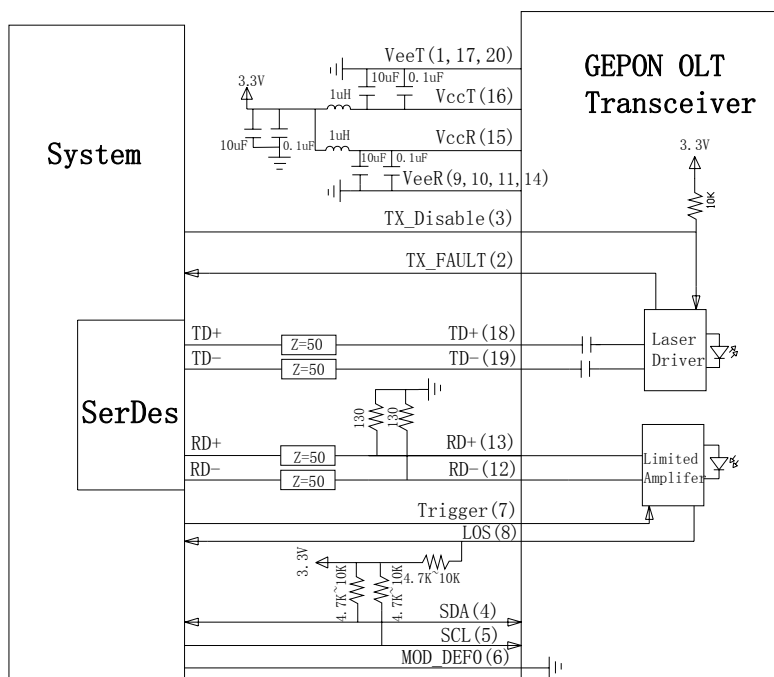 System
GEPON OLT
Transceiver
VeeT(1, 17, 20)
10uF
0.1uF
3.3V
1uH
VccT(16)
1uH
VccR(15)
10uF
0.1uF
10uF
0.1uF
VeeR(9, 10, 11, 14)
3.3V
10K
TX_Disable(3)
TX_FAULT(2)
SerDes
TD+
Z=50
TD+(18)
TD-
Z=50
TD-(19)
Laser
Driver
130
130
RD+
Z=50
RD+(13)
RD-
Z=50
RD-(12)
Limited
Amplifer
Trigger(7)
LOS(8)
3.3V
4.7K~10K
4.7K~10K
4.7K~10K
SDA(4)
SCL(5)
MOD_DEF0(6)